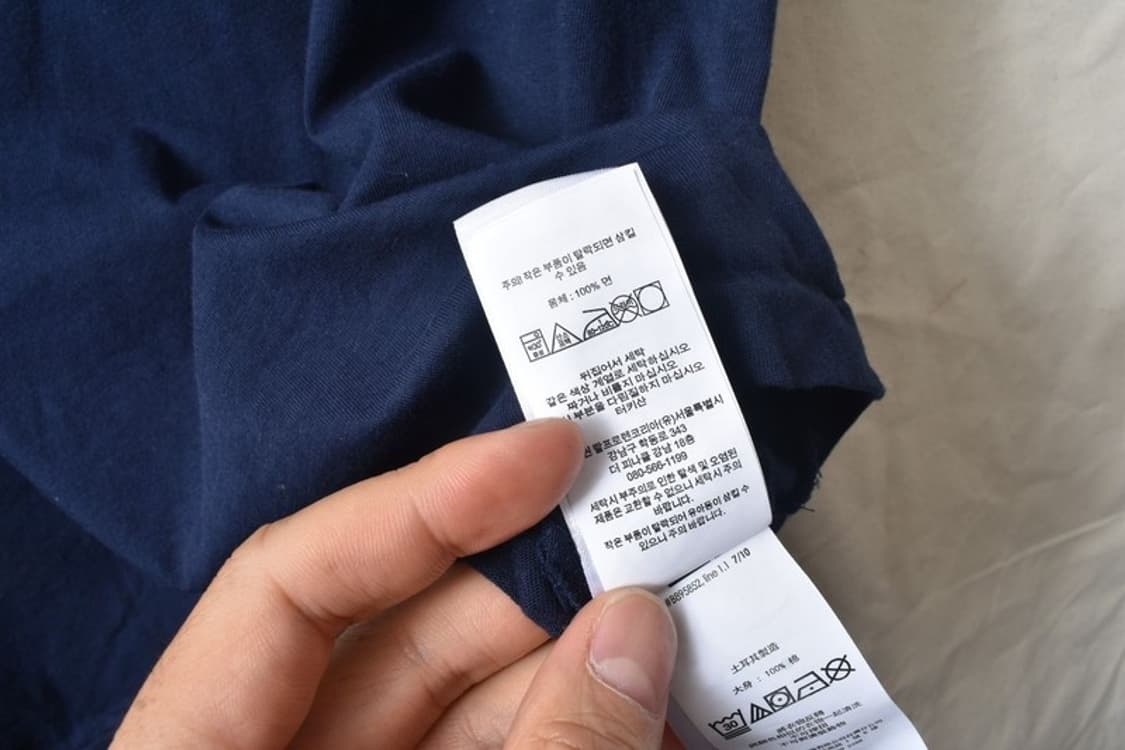 주의! 작은 부품이 탈락되면 삼킬
수 있음
몸체 : 100% 면
뒤집어서 세탁
같은 색상 계열로 세탁하십시오
짜거나 비틀지 마십시오
부분을 다림질하지 마십시오
터키산
랄프로렌코리아(유)서울특별시
강남구 학동로 343
더 피나클 강남 18층
080-566-1199
세탁시 부주의로 인한 탈색 및 오염된
제품은 교환할 수 없으니 세탁시 주의
바랍니다.
작은 부품이 탈락되어 유아동이 삼킬 수
있으니 주의 바랍니다.
#B895852, line 1.1 7/10
土耳其製造
大身 : 100% 棉
30